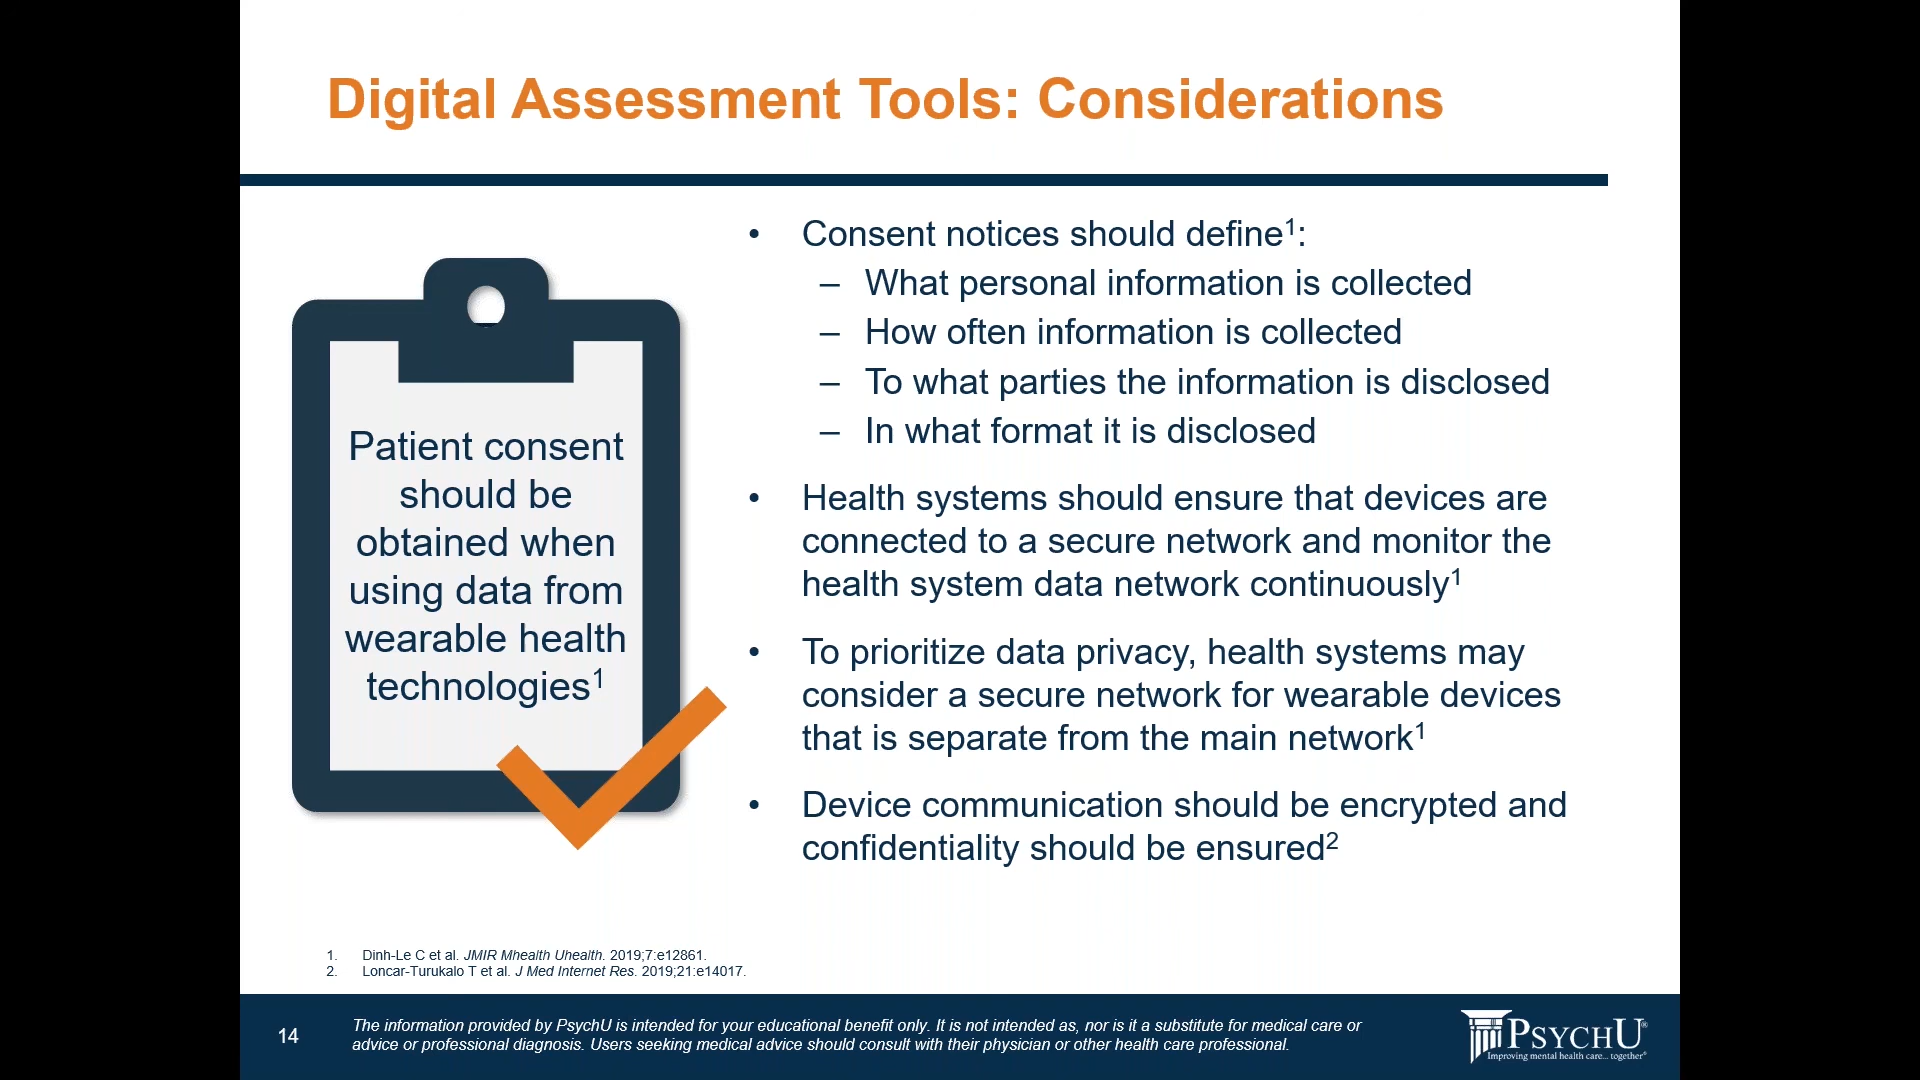 Digital Assessment Tools: Considerations
Patient consent
should be
obtained when
using data from
wearable health
technologies1
• Consent notices should define1:
– What personal information is collected
– How often information is collected
– To what parties the information is disclosed
– In what format it is disclosed
• Health systems should ensure that devices are
connected to a secure network and monitor the
health system data network continuously1
• To prioritize data privacy, health systems may
consider a secure network for wearable devices
that is separate from the main network1
• Device communication should be encrypted and
confidentiality should be ensured2
1. Dinh-Le C et al. JMIR Mhealth Uhealth. 2019;7:e12861.
2. Loncar-Turukalo T et al. J Med Internet Res. 2019;21:e14017.
14
The information provided by PsychU is intended for your educational benefit only. It is not intended as, nor is it a substitute for medical care or
advice or professional diagnosis. Users seeking medical advice should consult with their physician or other health care professional.
PSYCHU®
Improving mental health care... together®